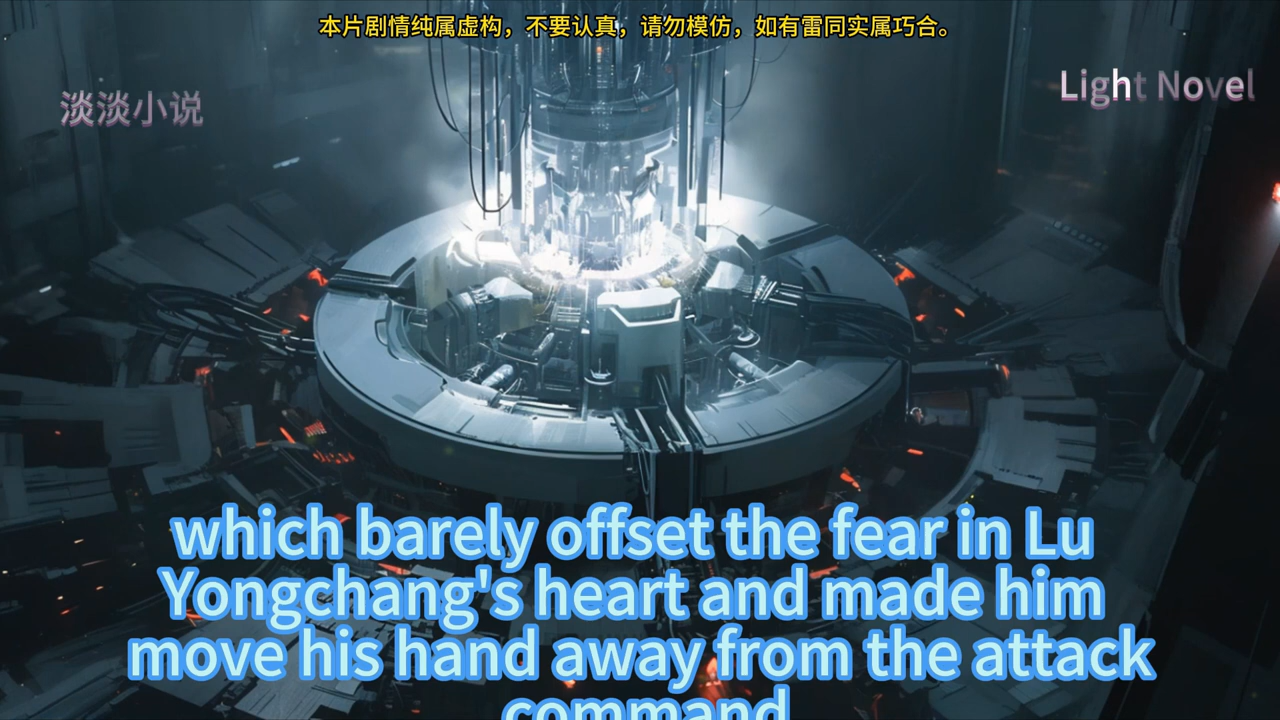 本片剧情纯属虚构，不要认真，请勿模仿，如有雷同实属巧合。
淡淡小说
Light Novel
which barely offset the fear in Lu
Yongchang's heart and made him
move his hand away from the attack
command